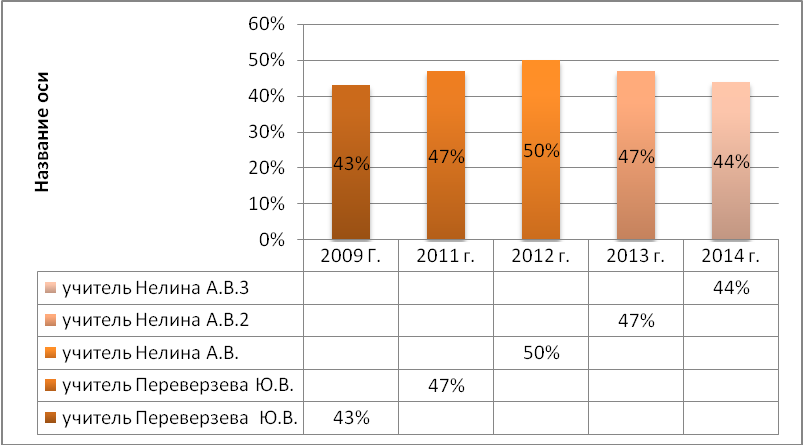 60%
50%
40%
30%
20%
10%
0%
Название оси
43%
47%
50%
47%
44%
2009 Г. 2011 г. 2012 г. 2013 г. 2014 г.
учитель Нелина А.В.3 44%
учитель Нелина А.В.2 47%
учитель Нелина А.В. 50%
учитель Переверзева Ю.В. 47%
учитель Переверзева  Ю.В. 43%